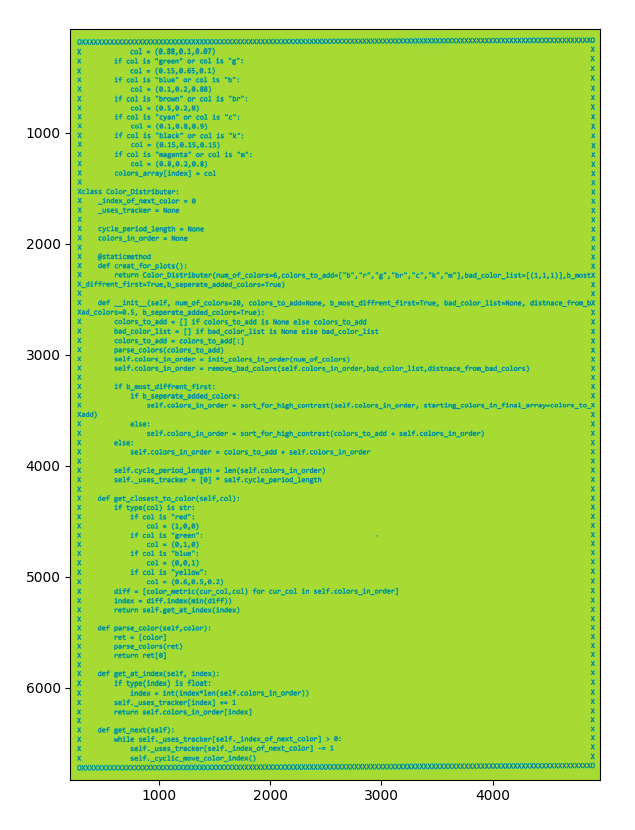 OXXXXXXXXXXXXXXXXXXXXXXXXXXXXXXXXXXXXXXXXXXXXXXXXXXXXXXXXXXXXXXXXXXXXXXXXXXXXXXXXXXXXXXXXXXXXXXXXXXXXXXXXXXXXXXXXXXXXXXXXXXXXXO
X            col = (0.88,0.1,0.07) X
X        if col is "green" or col is "g": X
X            col = (0.15,0.65,0.1) X
X        if col is "blue" or col is "b": X
X            col = (0.1,0.2,0.88) X
X        if col is "brown" or col is "br": X
X            col = (0.5,0.2,0) X
X        if col is "cyan" or col is "c": X
X            col = (0.1,0.8,0.9) X
X        if col is "black" or col is "k": X
X            col = (0.15,0.15,0.15) X
X        if col is "magenta" or col is "m": X
X            col = (0.8,0.2,0.8) X
X        colors_array[index] = col X
X X
Xclass Color_Distributer: X
X    _index_of_next_color = 0 X
X    _uses_tracker = None X
X X
X    cycle_period_length = None X
X    colors_in_order = None X
X X
X    @staticmethod X
X    def creat_for_plots(): X
X        return Color_Distributer(num_of_colors=6,colors_to_add=["b","r","g","br","c","k","m"],bad_color_list=[(1,1,1)],b_mostX
X_diffrent_first=True,b_seperate_added_colors=True) X
X X
X    def __init__(self, num_of_colors=20, colors_to_add=None, b_most_diffrent_first=True, bad_color_list=None, distnace_from_bX
Xad_colors=0.5, b_seperate_added_colors=True): X
X        colors_to_add = [] if colors_to_add is None else colors_to_add X
X        bad_color_list = [] if bad_color_list is None else bad_color_list X
X        colors_to_add = colors_to_add[:] X
X        parse_colors(colors_to_add) X
X        self.colors_in_order = init_colors_in_order(num_of_colors) X
X        self.colors_in_order = remove_bad_colors(self.colors_in_order,bad_color_list,distnace_from_bad_colors) X
X X
X        if b_most_diffrent_first: X
X            if b_seperate_added_colors: X
X                self.colors_in_order = sort_for_high_contrast(self.colors_in_order, starting_colors_in_final_array=colors_to_X
Xadd) X
X            else: X
X                self.colors_in_order = sort_for_high_contrast(colors_to_add + self.colors_in_order) X
X        else: X
X            self.colors_in_order = colors_to_add + self.colors_in_order X
X X
X        self.cycle_period_length = len(self.colors_in_order) X
X        self._uses_tracker = [0] * self.cycle_period_length X
X X
X    def get_closest_to_color(self,col): X
X        if type(col) is str: X
X            if col is "red": X
X                col = (1,0,0) X
X            if col is "green": X
X                col = (0,1,0) X
X            if col is "blue": X
X                col = (0,0,1) X
X            if col is "yellow": X
X                col = (0.6,0.5,0.2) X
X        diff = [color_metric(cur_col,col) for cur_col in self.colors_in_order] X
X        index = diff.index(min(diff)) X
X        return self.get_at_index(index) X
X X
X    def parse_color(self,color): X
X        ret = [color] X
X        parse_colors(ret) X
X        return ret[0] X
X X
X    def get_at_index(self, index): X
X        if type(index) is float: X
X            index = int(index*len(self.colors_in_order)) X
X        self._uses_tracker[index] += 1 X
X        return self.colors_in_order[index] X
X X
X    def get_next(self): X
X        while self._uses_tracker[self._index_of_next_color] > 0: X
X            self._uses_tracker[self._index_of_next_color] -= 1 X
X            self._cyclic_move_color_index() X
OXXXXXXXXXXXXXXXXXXXXXXXXXXXXXXXXXXXXXXXXXXXXXXXXXXXXXXXXXXXXXXXXXXXXXXXXXXXXXXXXXXXXXXXXXXXXXXXXXXXXXXXXXXXXXXXXXXXXXXXXXXXXXO
1000
2000
3000
4000
5000
6000
1000 2000 3000 4000